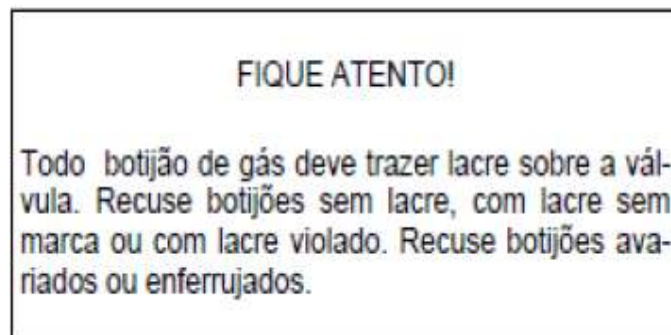 FIQUE ATENTO!
Todo botijão de gás deve trazer lacre sobre a vál-
vula. Recuse botijões sem lacre, com lacre sem
marca ou com lacre violado. Recuse botijões ava-
riados ou enferrujados.